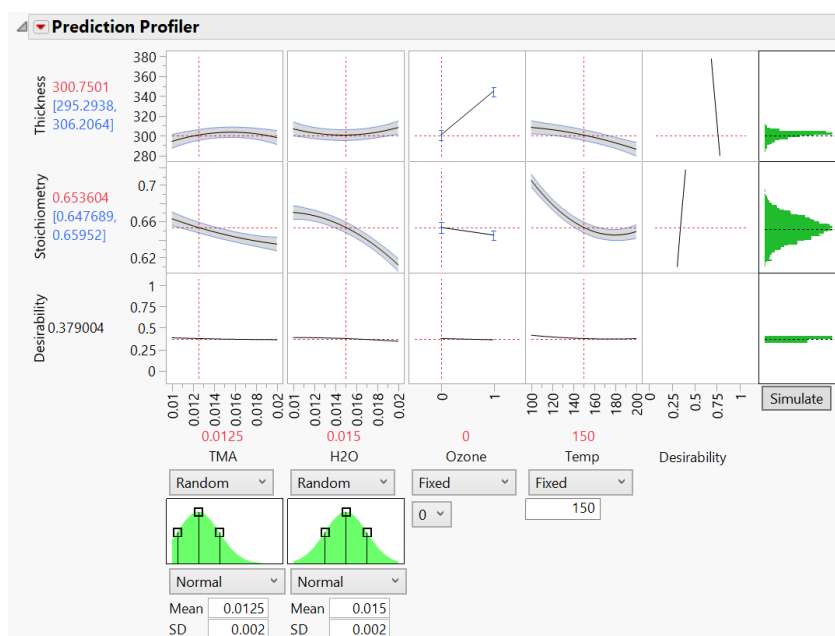 Prediction Profiler
Thickness
300.7501
[295.2938,
306.2064]
380
360
340
320
300
280
Stoichiometry
0.653604
[0.647689,
0.65952]
0.7
0.66
0.62
Desirability
0.379004
1
0.75
0.5
0.25
0
0.01 0.012 0.014 0.016 0.018 0.02
0.01 0.012 0.014 0.016 0.018 0.02
0 1
100 120 140 160 180 200
0 0.25 0.5 0.75 1
Simulate
0.0125 0.015 0 150
TMA H2O Ozone Temp Desirability
Random Random Fixed Fixed
0 150
Normal Normal
Mean 0.0125 Mean 0.015
SD 0.002 SD 0.002